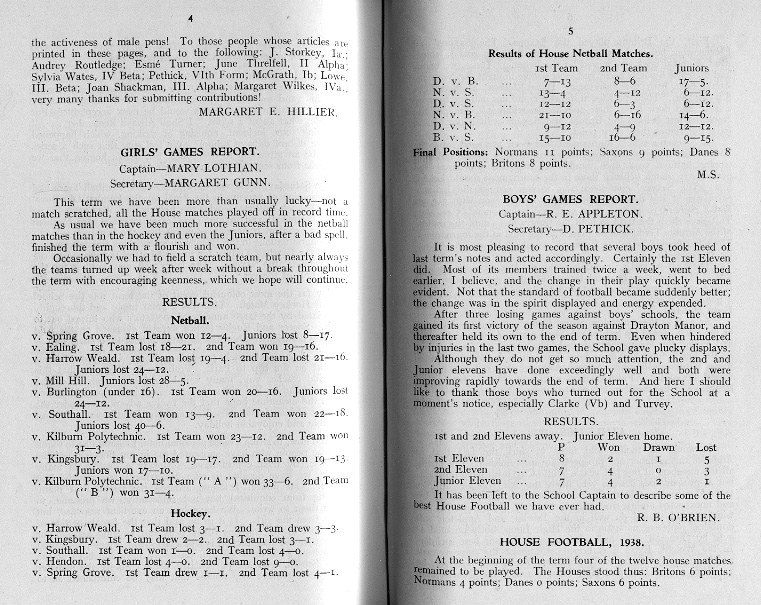 4
the activeness of male pens! To those people whose articles are
printed in these pages, and to the following: J. Storkey, Ia.;
Audrey Routledge; Esmé Turner; June Threlfell, II Alpha;
Sylvia Wates, IV Beta; Pethick, VIth Form; McGrath, Ib; Lowe,
III. Beta; Joan Shackman, III. Alpha; Margaret Wilkes, IVa.,
very many thanks for submitting contributions!
MARGARET E. HILLIER.
GIRLS' GAMES REPORT.
Captain—MARY LOTHIAN.
Secretary—MARGARET GUNN.
This term we have been more than usually lucky—not a
match scratched, all the House matches played off in record time.
As usual we have been much more successful in the netball
matches than in the hockey and even the Juniors, after a bad spell,
finished the term with a flourish and won.
Occasionally we had to field a scratch team, but nearly always
the teams turned up week after week without a break throughout
the term with encouraging keenness, which we hope will continue.
RESULTS.
Netball.
v. Spring Grove. 1st Team won 12—4. Juniors lost 8—17.
v. Ealing. 1st Team lost 18—21. 2nd Team won 19—16.
v. Harrow Weald. 1st Team lost 19—4. 2nd Team lost 21—16.
Juniors lost 24—12.
v. Mill Hill. Juniors lost 28—5.
v. Burlington (under 16). 1st Team won 20—16. Juniors lost
24—12.
v. Southall. 1st Team won 13—9. 2nd Team won 22—18.
Juniors lost 40—6.
v. Kilburn Polytechnic. 1st Team won 23—12. 2nd Team won
31—3.
v. Kingsbury. 1st Team lost 19—17. 2nd Team won 19—13.
Juniors won 17—10.
v. Kilburn Polytechnic. 1st Team (" A ") won 33—6. 2nd Team
(" B ") won 31—4.
Hockey.
v. Harrow Weald. 1st Team lost 3—1. 2nd Team drew 3—3.
v. Kingsbury. 1st Team drew 2—2. 2nd Team lost 3—1.
v. Southall. 1st Team won 1—0. 2nd Team lost 4—0.
v. Hendon. 1st Team lost 4—0. 2nd Team lost 9—0.
v. Spring Grove. 1st Team drew 1—1. 2nd Team lost 4—1.
5
Results of House Netball Matches.
1st Team 2nd Team Juniors
D. v. B. ... 7—13 8—6 17—5.
N. v. S. ... 13—4 4—12 6—12.
D. v. S. ... 12—12 6—3 6—12.
N. v. B. ... 21—10 6—16 14—6.
D. v. N. ... 9—12 4—9 12—12.
B. v. S. ... 15—10 16—6 9—15.
Final Positions: Normans 11 points; Saxons 9 points; Danes 8
points; Britons 8 points.
M.S.
BOYS' GAMES REPORT.
Captain—R. E. APPLETON.
Secretary—D. PETHICK.
It is most pleasing to record that several boys took heed of
last term's notes and acted accordingly. Certainly the 1st Eleven
did. Most of its members trained twice a week, went to bed
earlier, I believe, and the change in their play quickly became
evident. Not that the standard of football became suddenly better;
the change was in the spirit displayed and energy expended.
After three losing games against boys' schools, the team
gained its first victory of the season against Drayton Manor, and
thereafter held its own to the end of term. Even when hindered
by injuries in the last two games, the School gave plucky displays.
Although they do not get so much attention, the 2nd and
Junior elevens have done exceedingly well and both were
improving rapidly towards the end of term. And here I should
like to thank those boys who turned out for the School at a
moment's notice, especially Clarke (Vb) and Turvey.
RESULTS.
1st and 2nd Elevens away. Junior Eleven home.
P Won Drawn Lost
1st Eleven ... 8 2 1 5
2nd Eleven ... 7 4 0 3
Junior Eleven ... 7 4 2 1
It has been left to the School Captain to describe some of the
best House Football we have ever had.
R. B. O'BRIEN.
HOUSE FOOTBALL, 1938.
At the beginning of the term four of the twelve house matches
remained to be played. The Houses stood thus: Britons 6 points;
Normans 4 points; Danes 0 points; Saxons 6 points.